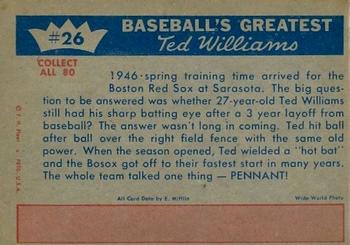 #26
BASEBALL'S GREATEST
Ted Williams
COLLECT
ALL 80
1946-spring training time arrived for the
Boston Red Sox at Sarasota. The big ques-
tion to be answered was whether 27-year-old Ted Williams
still had his sharp batting eye after a 3 year layoff from
baseball? The answer wasn't long in coming. Ted hit ball
after ball over the right field fence with the same old
power. When the season opened, Ted wielded a "hot bat"
and the Bosox got off to their fastest start in many years.
The whole team talked one thing — PENNANT!
All Card Data by E. Mifflin
Wide World Photo